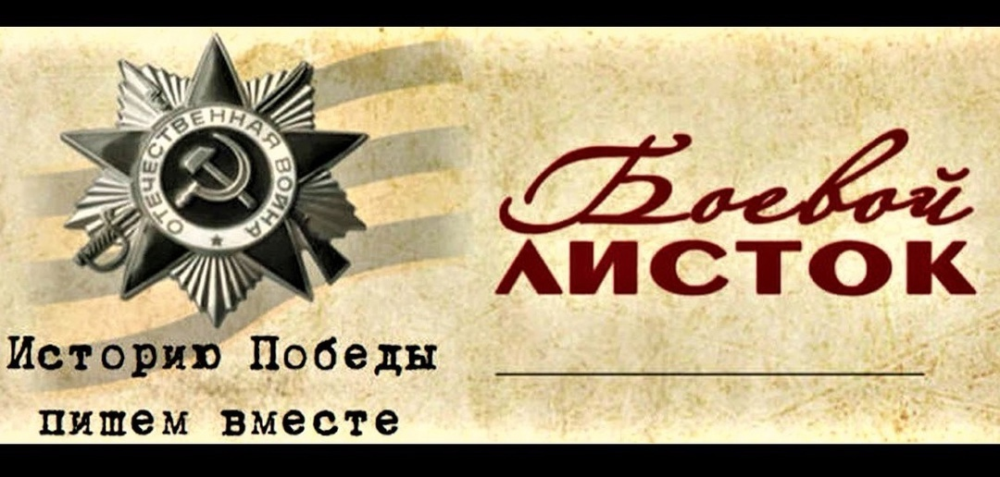 ОТЕЧЕСТВЕННАЯ ВОЙНА
Историю Победы
пишем вместе
Боевой
ЛИСТОК